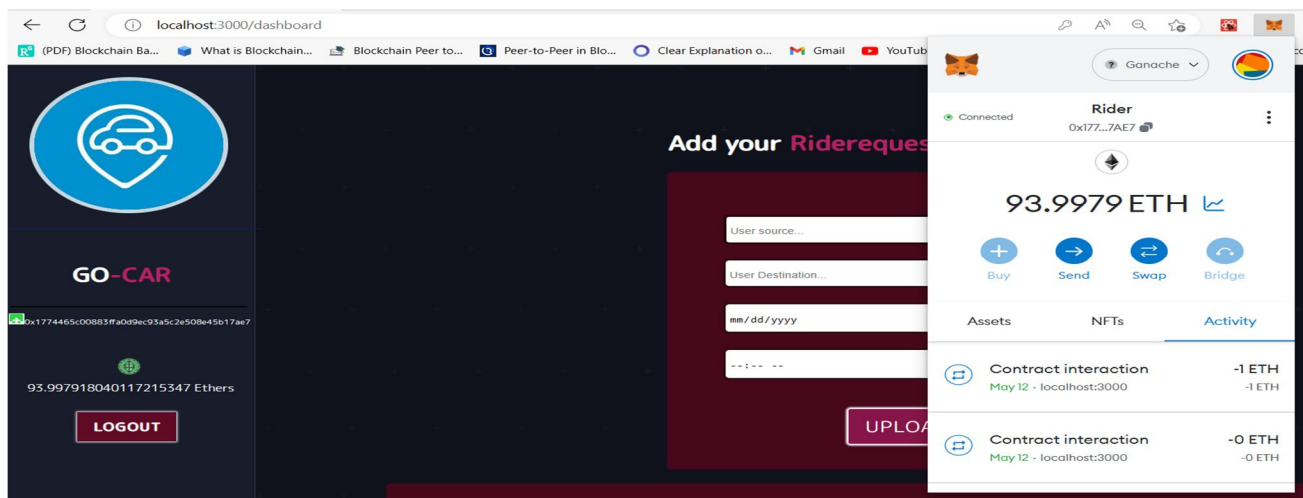 localhost:3000/dashboard
(PDF) Blockchain Ba...
What is Blockchain...
Blockchain Peer to...
Peer-to-Peer in Blo...
Clear Explanation o...
Gmail
YouTub
Add your Ridereques
User source...
User Destination...
mm/dd/yyyy
--:-- --
UPLOA
GO-CAR
0x1774465c00883ffa0d9ec93a5c2e508e45b17ae7
93.997918040117215347 Ethers
LOGOUT
Ganache
Connected
Rider
0x177...7AE7
93.9979 ETH
Buy
Send
Swap
Bridge
Assets
NFTs
Activity
Contract interaction
-1 ETH
May 12 · localhost:3000
-1 ETH
Contract interaction
-0 ETH
May 12 · localhost:3000
-0 ETH